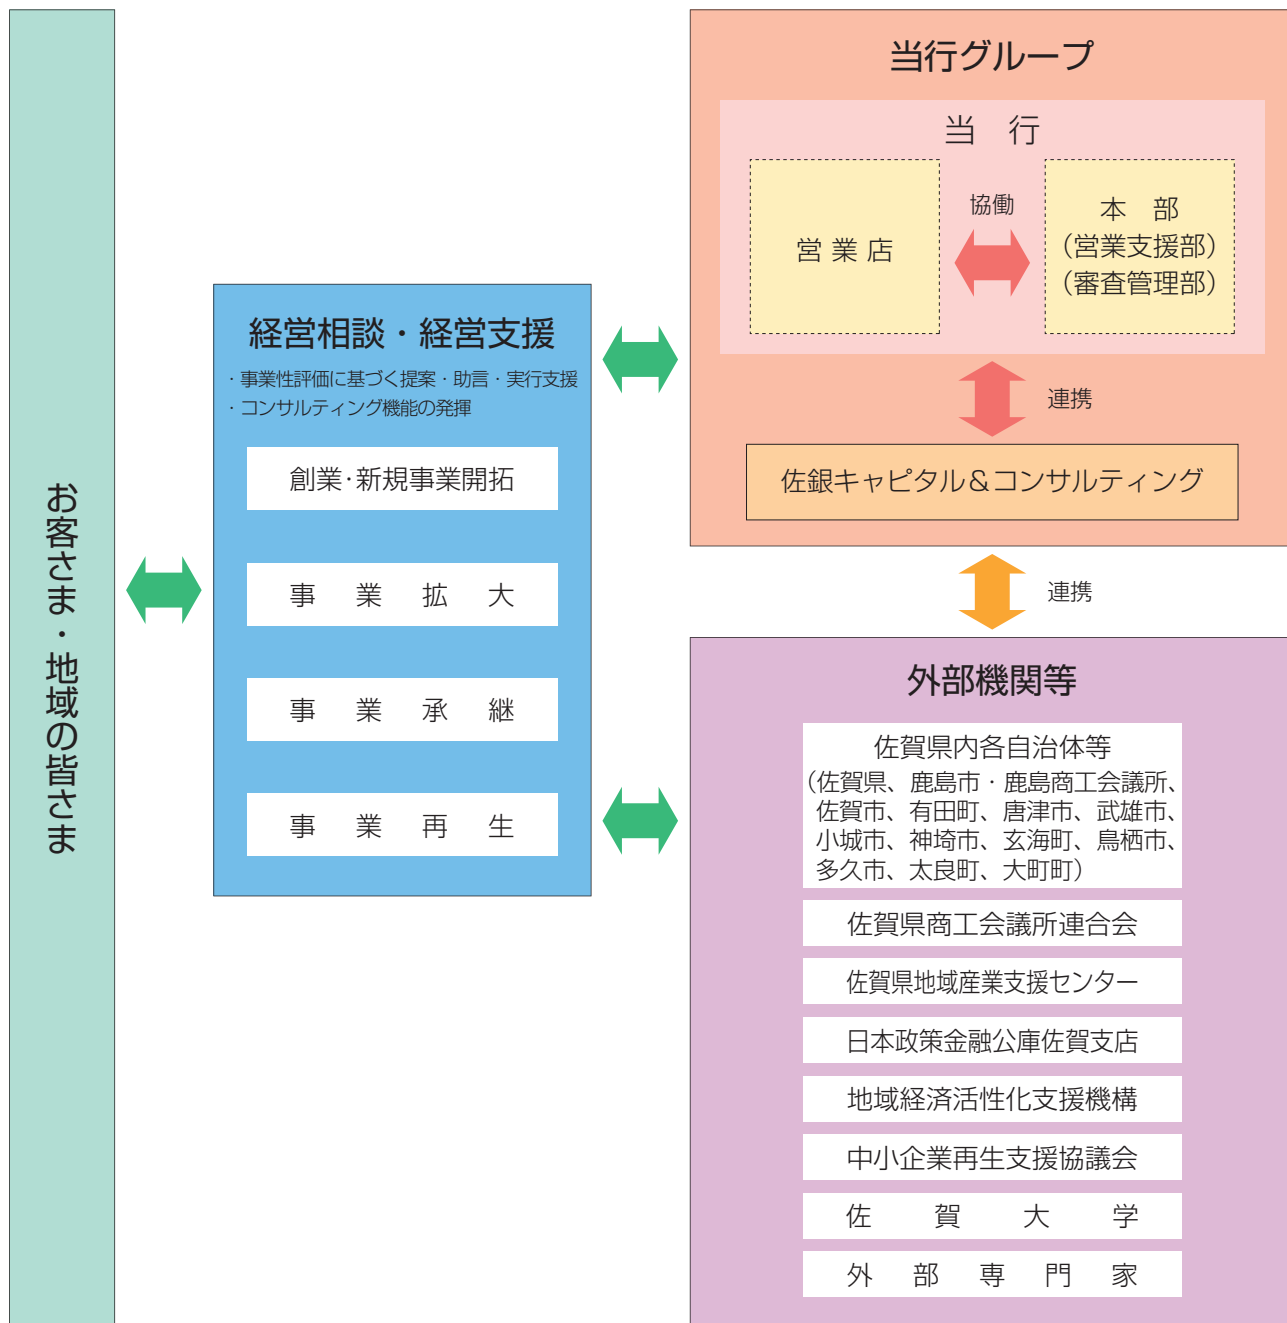 お客さま・地域の皆さま
経営相談・経営支援
・事業性評価に基づく提案・助言・実行支援
・コンサルティング機能の発揮
創業・新規事業開拓
事業拡大
事業承継
事業再生
当行グループ
当　行
営業店
協働
本　部
（営業支援部）
（審査管理部）
連携
佐銀キャピタル＆コンサルティング
連携
外部機関等
佐賀県内各自治体等
（佐賀県、鹿島市・鹿島商工会議所、
佐賀市、有田町、唐津市、武雄市、
小城市、神埼市、玄海町、鳥栖市、
多久市、太良町、大町町）
佐賀県商工会議所連合会
佐賀県地域産業支援センター
日本政策金融公庫佐賀支店
地域経済活性化支援機構
中小企業再生支援協議会
佐賀大学
外部専門家